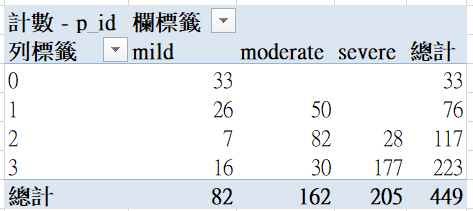 計數 - p_id 欄標籤
列標籤 mild moderate severe 總計
0 33 33
1 26 50 76
2 7 82 28 117
3 16 30 177 223
總計 82 162 205 449